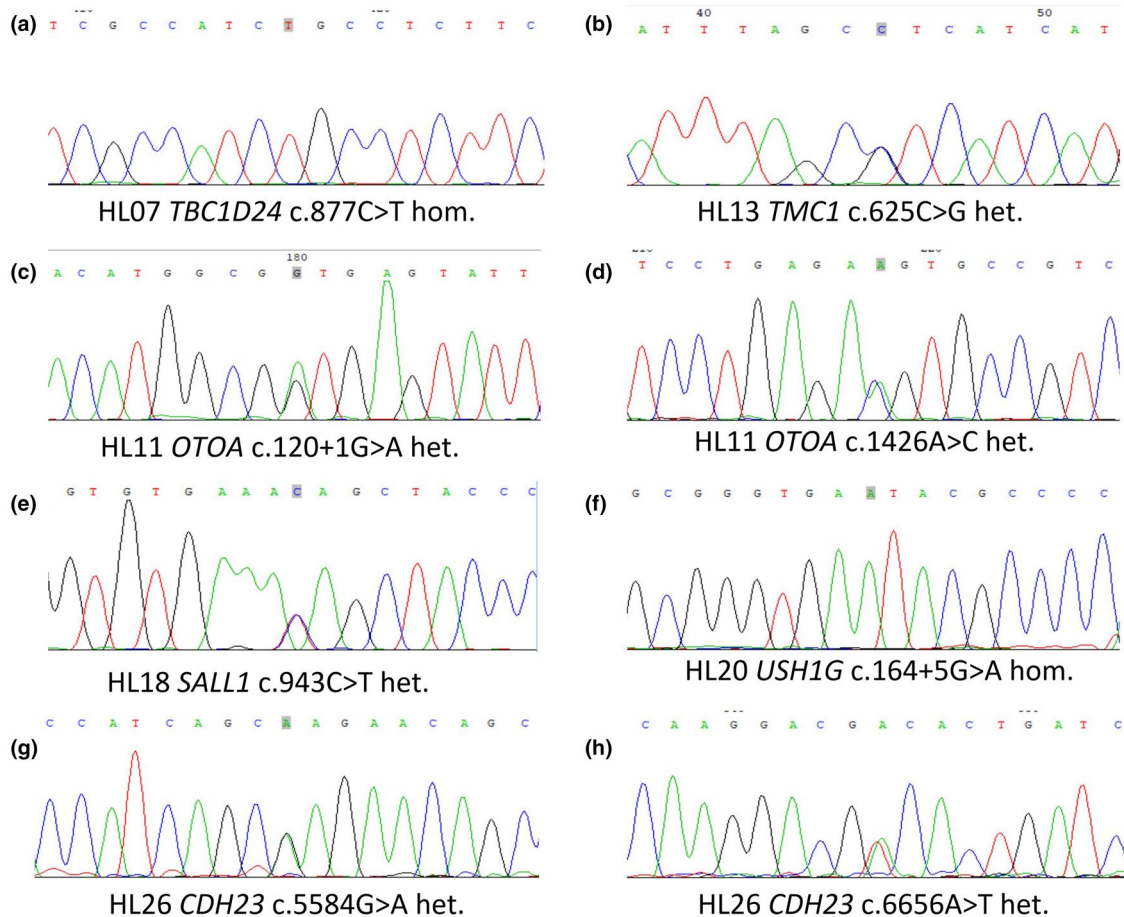 (a)
T C G C C A T C T G C C T C T T C
HL07 TBC1D24 c.877C>T hom.
(b)
40 50
A T T T A G C C T C A T C A T
HL13 TMC1 c.625C>G het.
(c)
180
A C A T G G C G G T G A G T A T T
HL11 OTOA c.120+1G>A het.
(d)
T C C T G A G A A G T G C C G T C
HL11 OTOA c.1426A>C het.
(e)
G T G T G A A A C A G C T A C C C
HL18 SALL1 c.943C>T het.
(f)
G C G G G T G A A T A C G C C C C
HL20 USH1G c.164+5G>A hom.
(g)
C C A T C A G C A A G A A C A G C
HL26 CDH23 c.5584G>A het.
(h)
C A A G G A C G A C A C T G A T C
HL26 CDH23 c.6656A>T het.